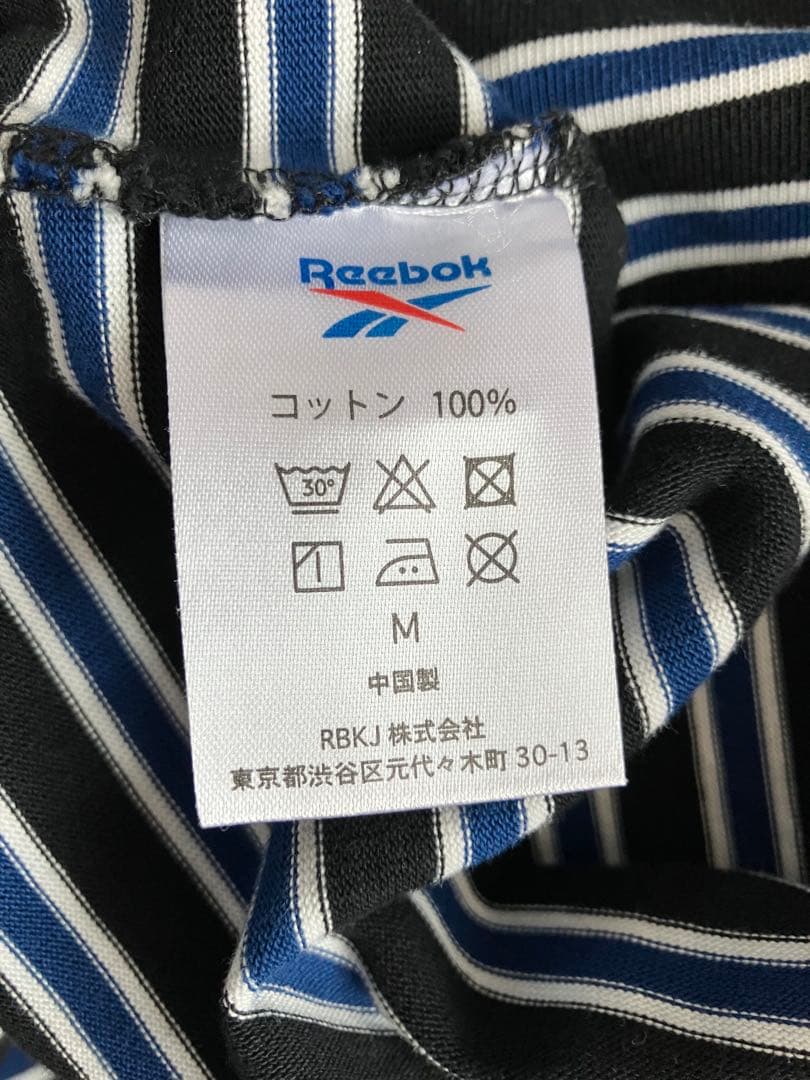 Reebok
コットン 100%
30°
M
中国製
RBKJ 株式会社
東京都渋谷区元代々木町 30-13